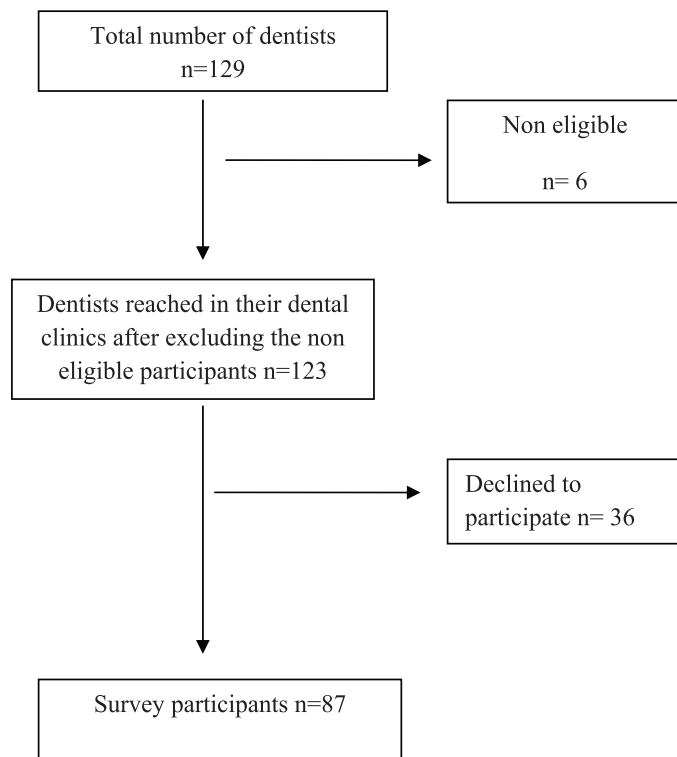 Total number of dentists
n=129
Non eligible
n= 6
Dentists reached in their dental
clinics after excluding the non
eligible participants n=123
Declined to
participate n= 36
Survey participants n=87